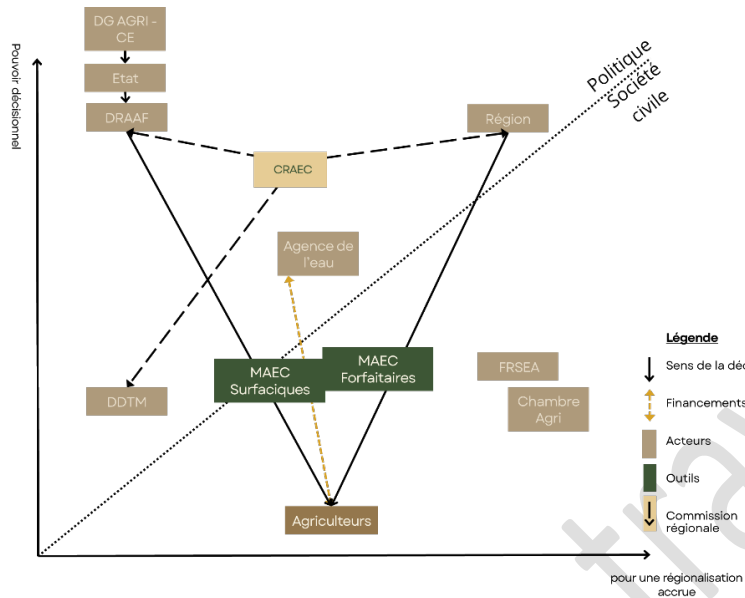 DG AGRI -
CE
Etat
DRAAF
Pouvoir décisionnel
Région
Politique
Société
civile
CRAEC
Agence de
l'eau
MAEC
Surfaciques
MAEC
Forfaitaires
FRSEA
DDTM
Chambre
Agri
Agriculteurs
Légende
Sens de la déc
Financements
Acteurs
Outils
Commission
régionale
pour une régionalisation
accrue